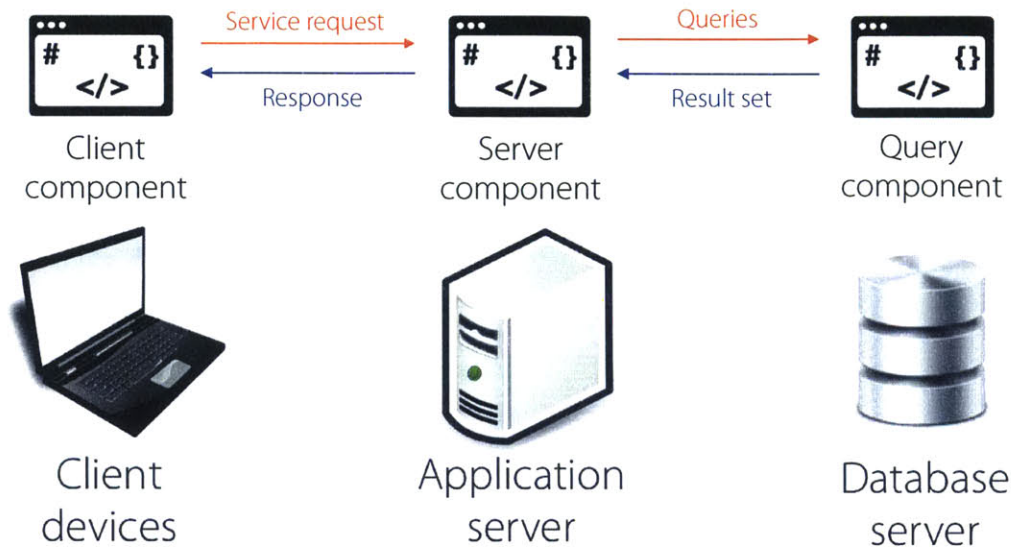 Service request
Queries
# {}
</>
# {}
</>
# {}
</>
Response
Result set
Client
component
Server
component
Query
component
Client
devices
Application
server
Database
server